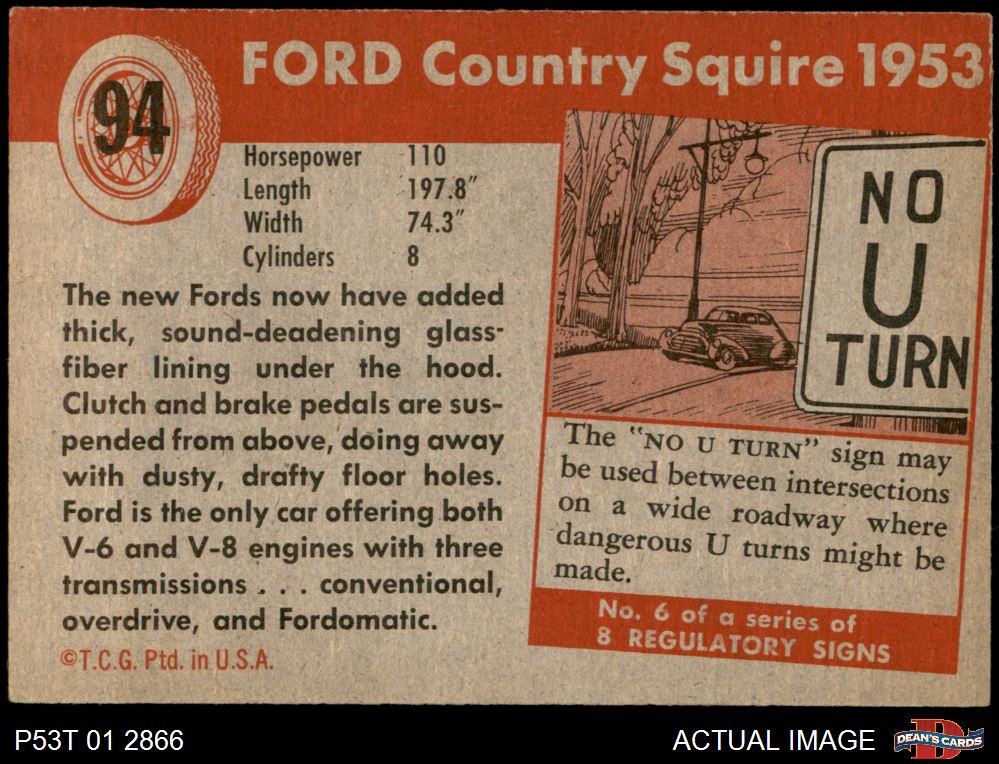 94
FORD Country Squire 1953
Horsepower 110
Length 197.8"
Width 74.3"
Cylinders 8
The new Fords now have added
thick, sound-deadening glass-
fiber lining under the hood.
Clutch and brake pedals are sus-
pended from above, doing away
with dusty, drafty floor holes.
Ford is the only car offering both
V-6 and V-8 engines with three
transmissions . . . conventional,
overdrive, and Fordomatic.
©T.C.G. Ptd. in U.S.A.
NO
U
TURN
The "NO U TURN" sign may
be used between intersections
on a wide roadway where
dangerous U turns might be
made.
No. 6 of a series of
8 REGULATORY SIGNS
P53T 01 2866
ACTUAL IMAGE
D
DEAN'S CARDS